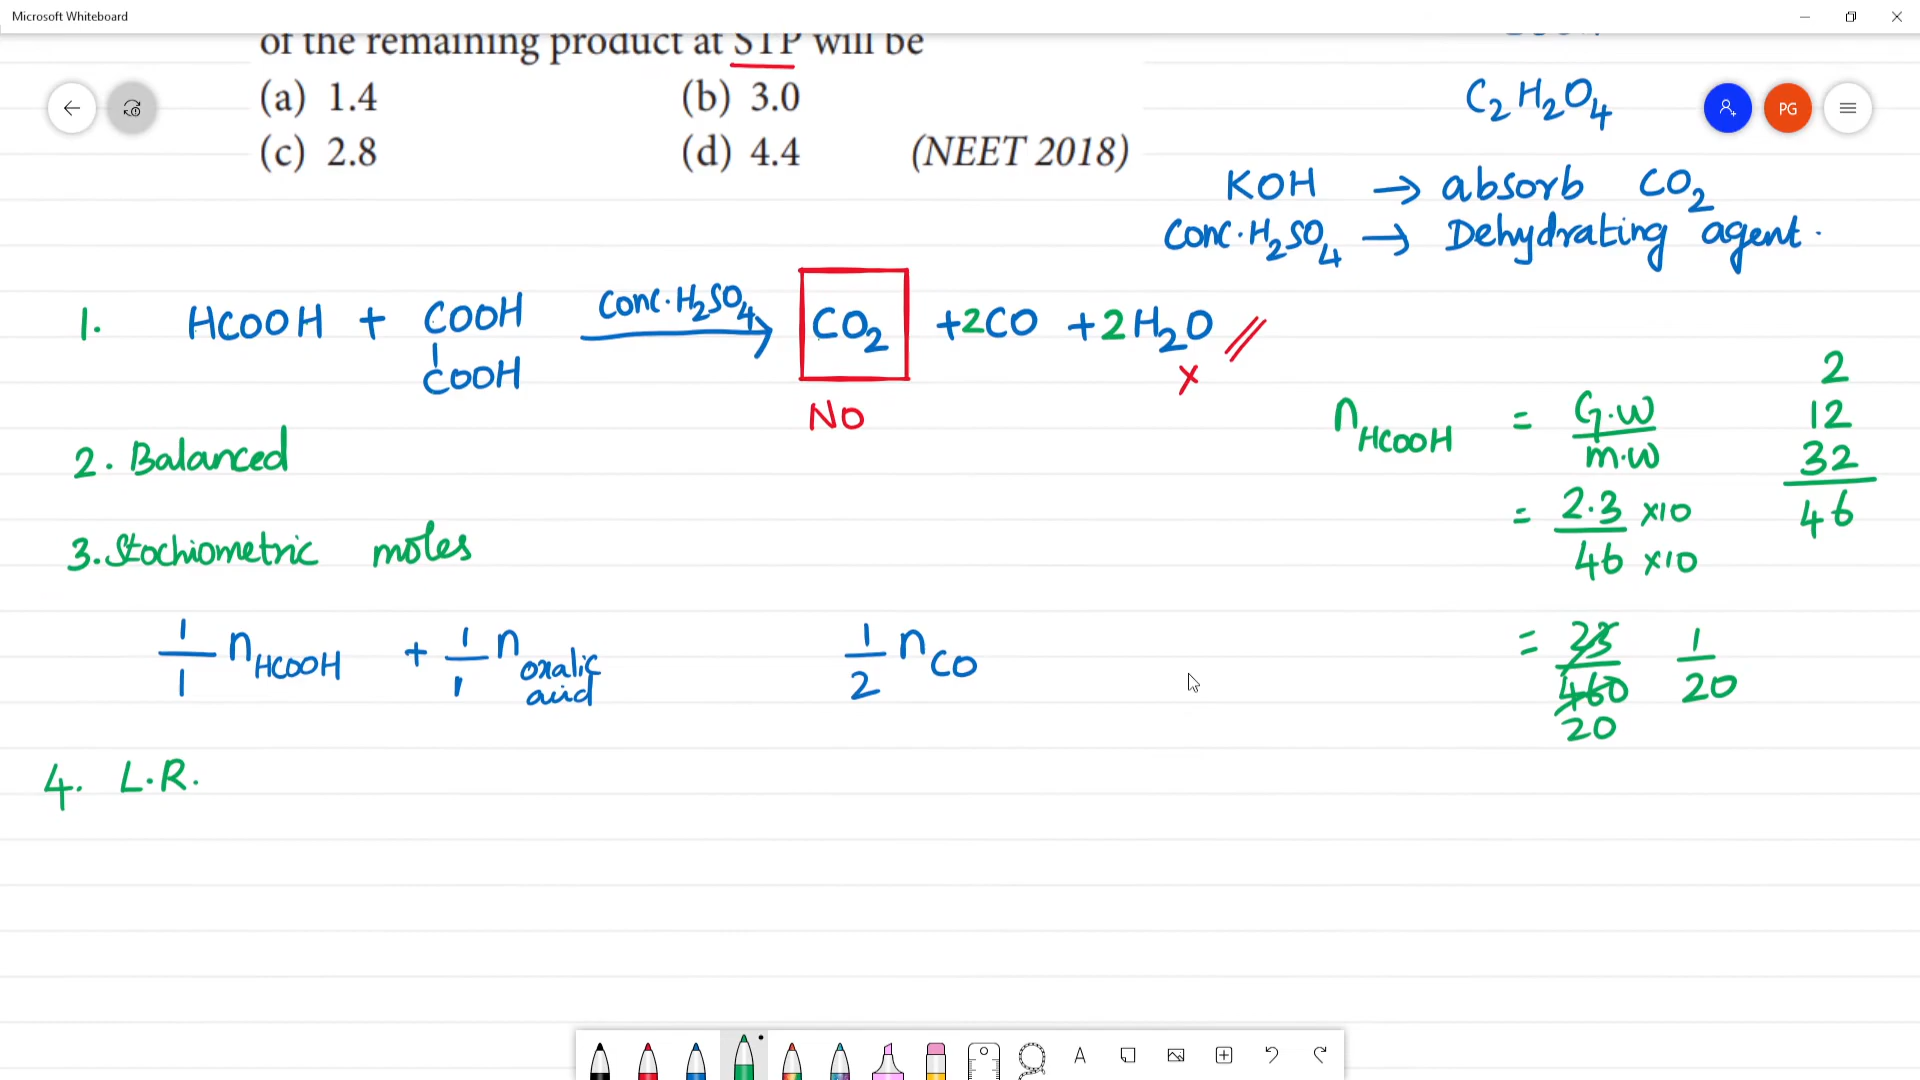 Microsoft Whiteboard
of the remaining product at STP will be
(a) 1.4 (b) 3.0
(c) 2.8 (d) 4.4 (NEET 2018)
C2H2O4
PG
KOH → absorb CO2
Conc. H2SO4 → Dehydrating agent.
1. HCOOH + COOH Conc. H2SO4 → CO2 + 2CO + 2H2O //
COOH
NO
x
2. Balanced
3. Stochiometric moles
1/1 nHCOOH + 1/1 n oxalic acid 1/2 nCO
4. L.R.
nHCOOH = G.W / m.W
= 2.3 ×10 / 46 ×10
= 23 / 460 1/20
20
2
12
32
46
A